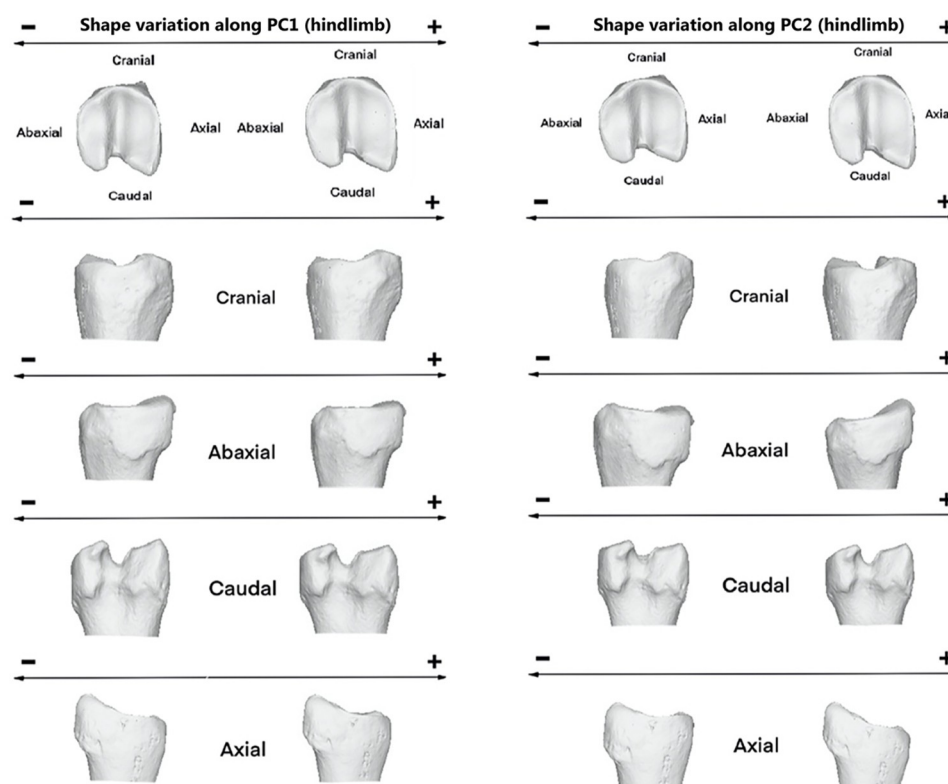 Shape variation along PC1 (hindlimb)
- +
Cranial
Cranial
Abaxial
Axial
Abaxial
Axial
Caudal
Caudal
- +
Cranial
- +
Abaxial
- +
Caudal
- +
Axial
Shape variation along PC2 (hindlimb)
- +
Cranial
Cranial
Abaxial
Axial
Abaxial
Axia
Caudal
Caudal
- +
Cranial
- +
Abaxial
- +
Caudal
- +
Axial